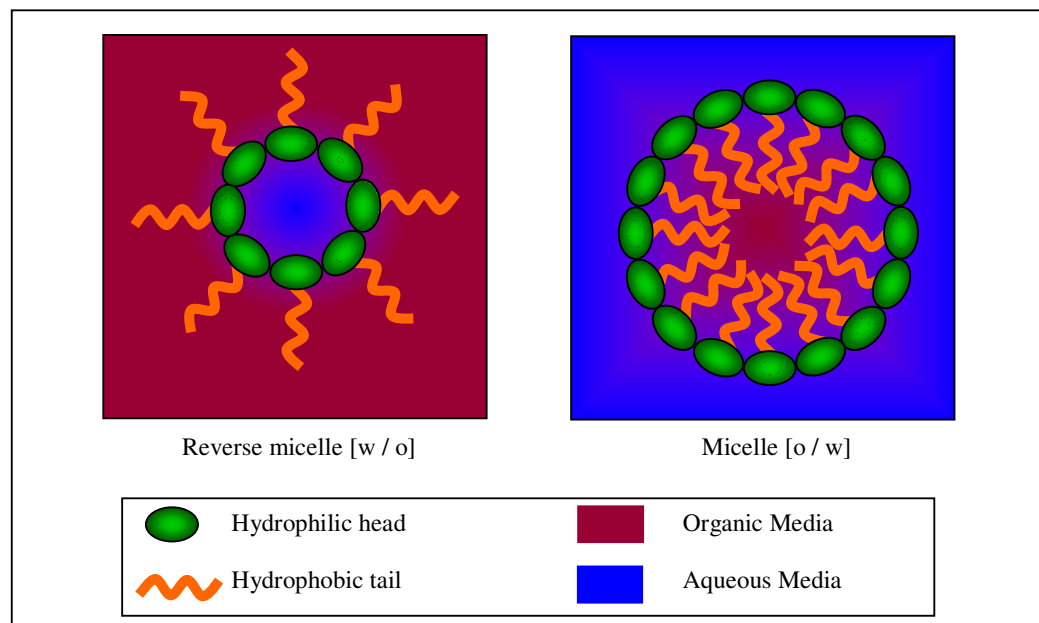 Reverse micelle [w / o]
Micelle [o / w]
Hydrophilic head
Organic Media
Hydrophobic tail
Aqueous Media